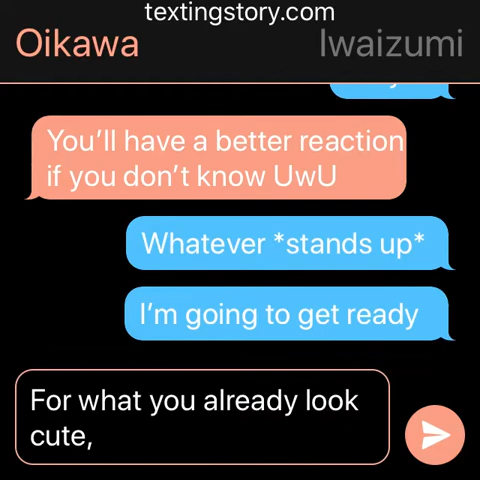 textingstory.com
Oikawa Iwaizumi
You'll have a better reaction
if you don't know UwU
Whatever *stands up*
I'm going to get ready
For what you already look
cute,